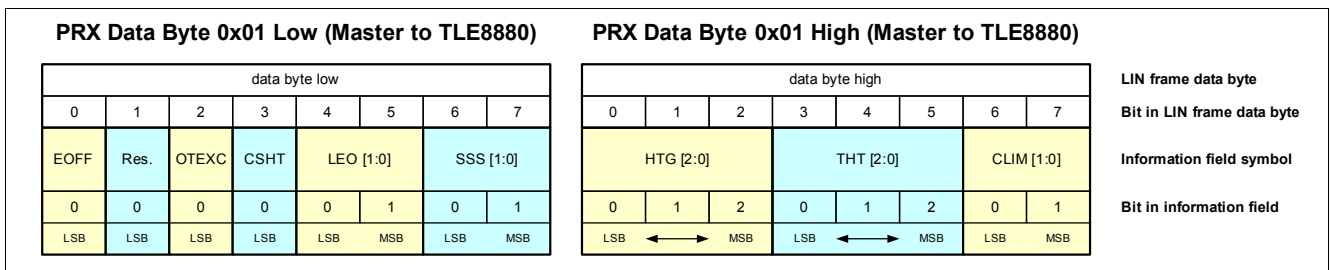 PRX Data Byte 0x01 Low (Master to TLE8880) PRX Data Byte 0x01 High (Master to TLE8880)
data byte low data byte high LIN frame data byte
0 1 2 3 4 5 6 7 0 1 2 3 4 5 6 7 Bit in LIN frame data byte
EOFF Res. OTEXC CSHT LEO [1:0] SSS [1:0] HTG [2:0] THT [2:0] CLIM [1:0] Information field symbol
0 0 0 0 0 1 0 1 0 1 2 0 1 2 0 1 Bit in information field
LSB LSB LSB LSB LSB MSB LSB MSB LSB MSB LSB MSB LSB MSB